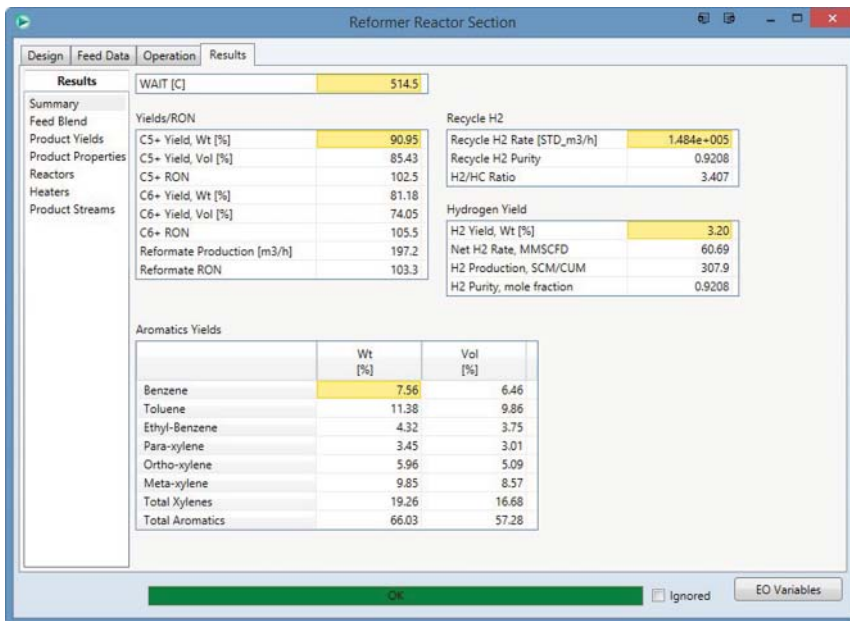 Reformer Reactor Section
Design Feed Data Operation Results
Results
Summary
Feed Blend
Product Yields
Product Properties
Reactors
Heaters
Product Streams
WAIT [C] 514.5
Yields/RON
C5+ Yield, Wt [%] 90.95
C5+ Yield, Vol [%] 85.43
C5+ RON 102.5
C6+ Yield, Wt [%] 81.18
C6+ Yield, Vol [%] 74.05
C6+ RON 105.5
Reformate Production [m3/h] 197.2
Reformate RON 103.3
Recycle H2
Recycle H2 Rate [STD_m3/h] 1.484e+005
Recycle H2 Purity 0.9208
H2/HC Ratio 3.407
Hydrogen Yield
H2 Yield, Wt [%] 3.20
Net H2 Rate, MMSCFD 60.69
H2 Production, SCM/CUM 307.9
H2 Purity, mole fraction 0.9208
Aromatics Yields
Wt Vol
[%] [%]
Benzene 7.56 6.46
Toluene 11.38 9.86
Ethyl-Benzene 4.32 3.75
Para-xylene 3.45 3.01
Ortho-xylene 5.96 5.09
Meta-xylene 9.85 8.57
Total Xylenes 19.26 16.68
Total Aromatics 66.03 57.28
OK Ignored EO Variables